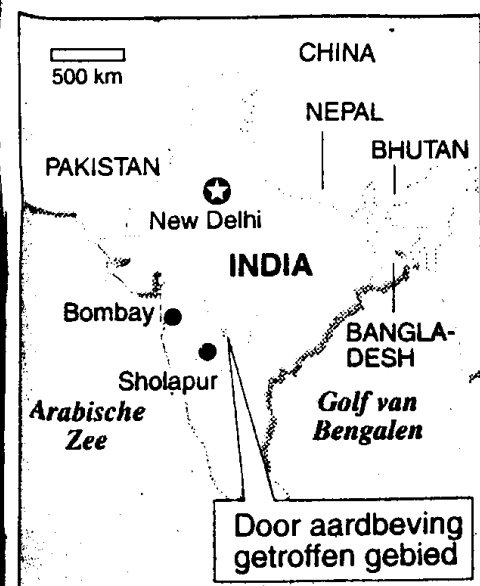 500 km
CHINA
NEPAL
BHUTAN
PAKISTAN
New Delhi
INDIA
Bombay
BANGLA-
DESH
Sholapur
Arabische
Zee
Golf van
Bengalen
Door aardbeving
getroffen gebied